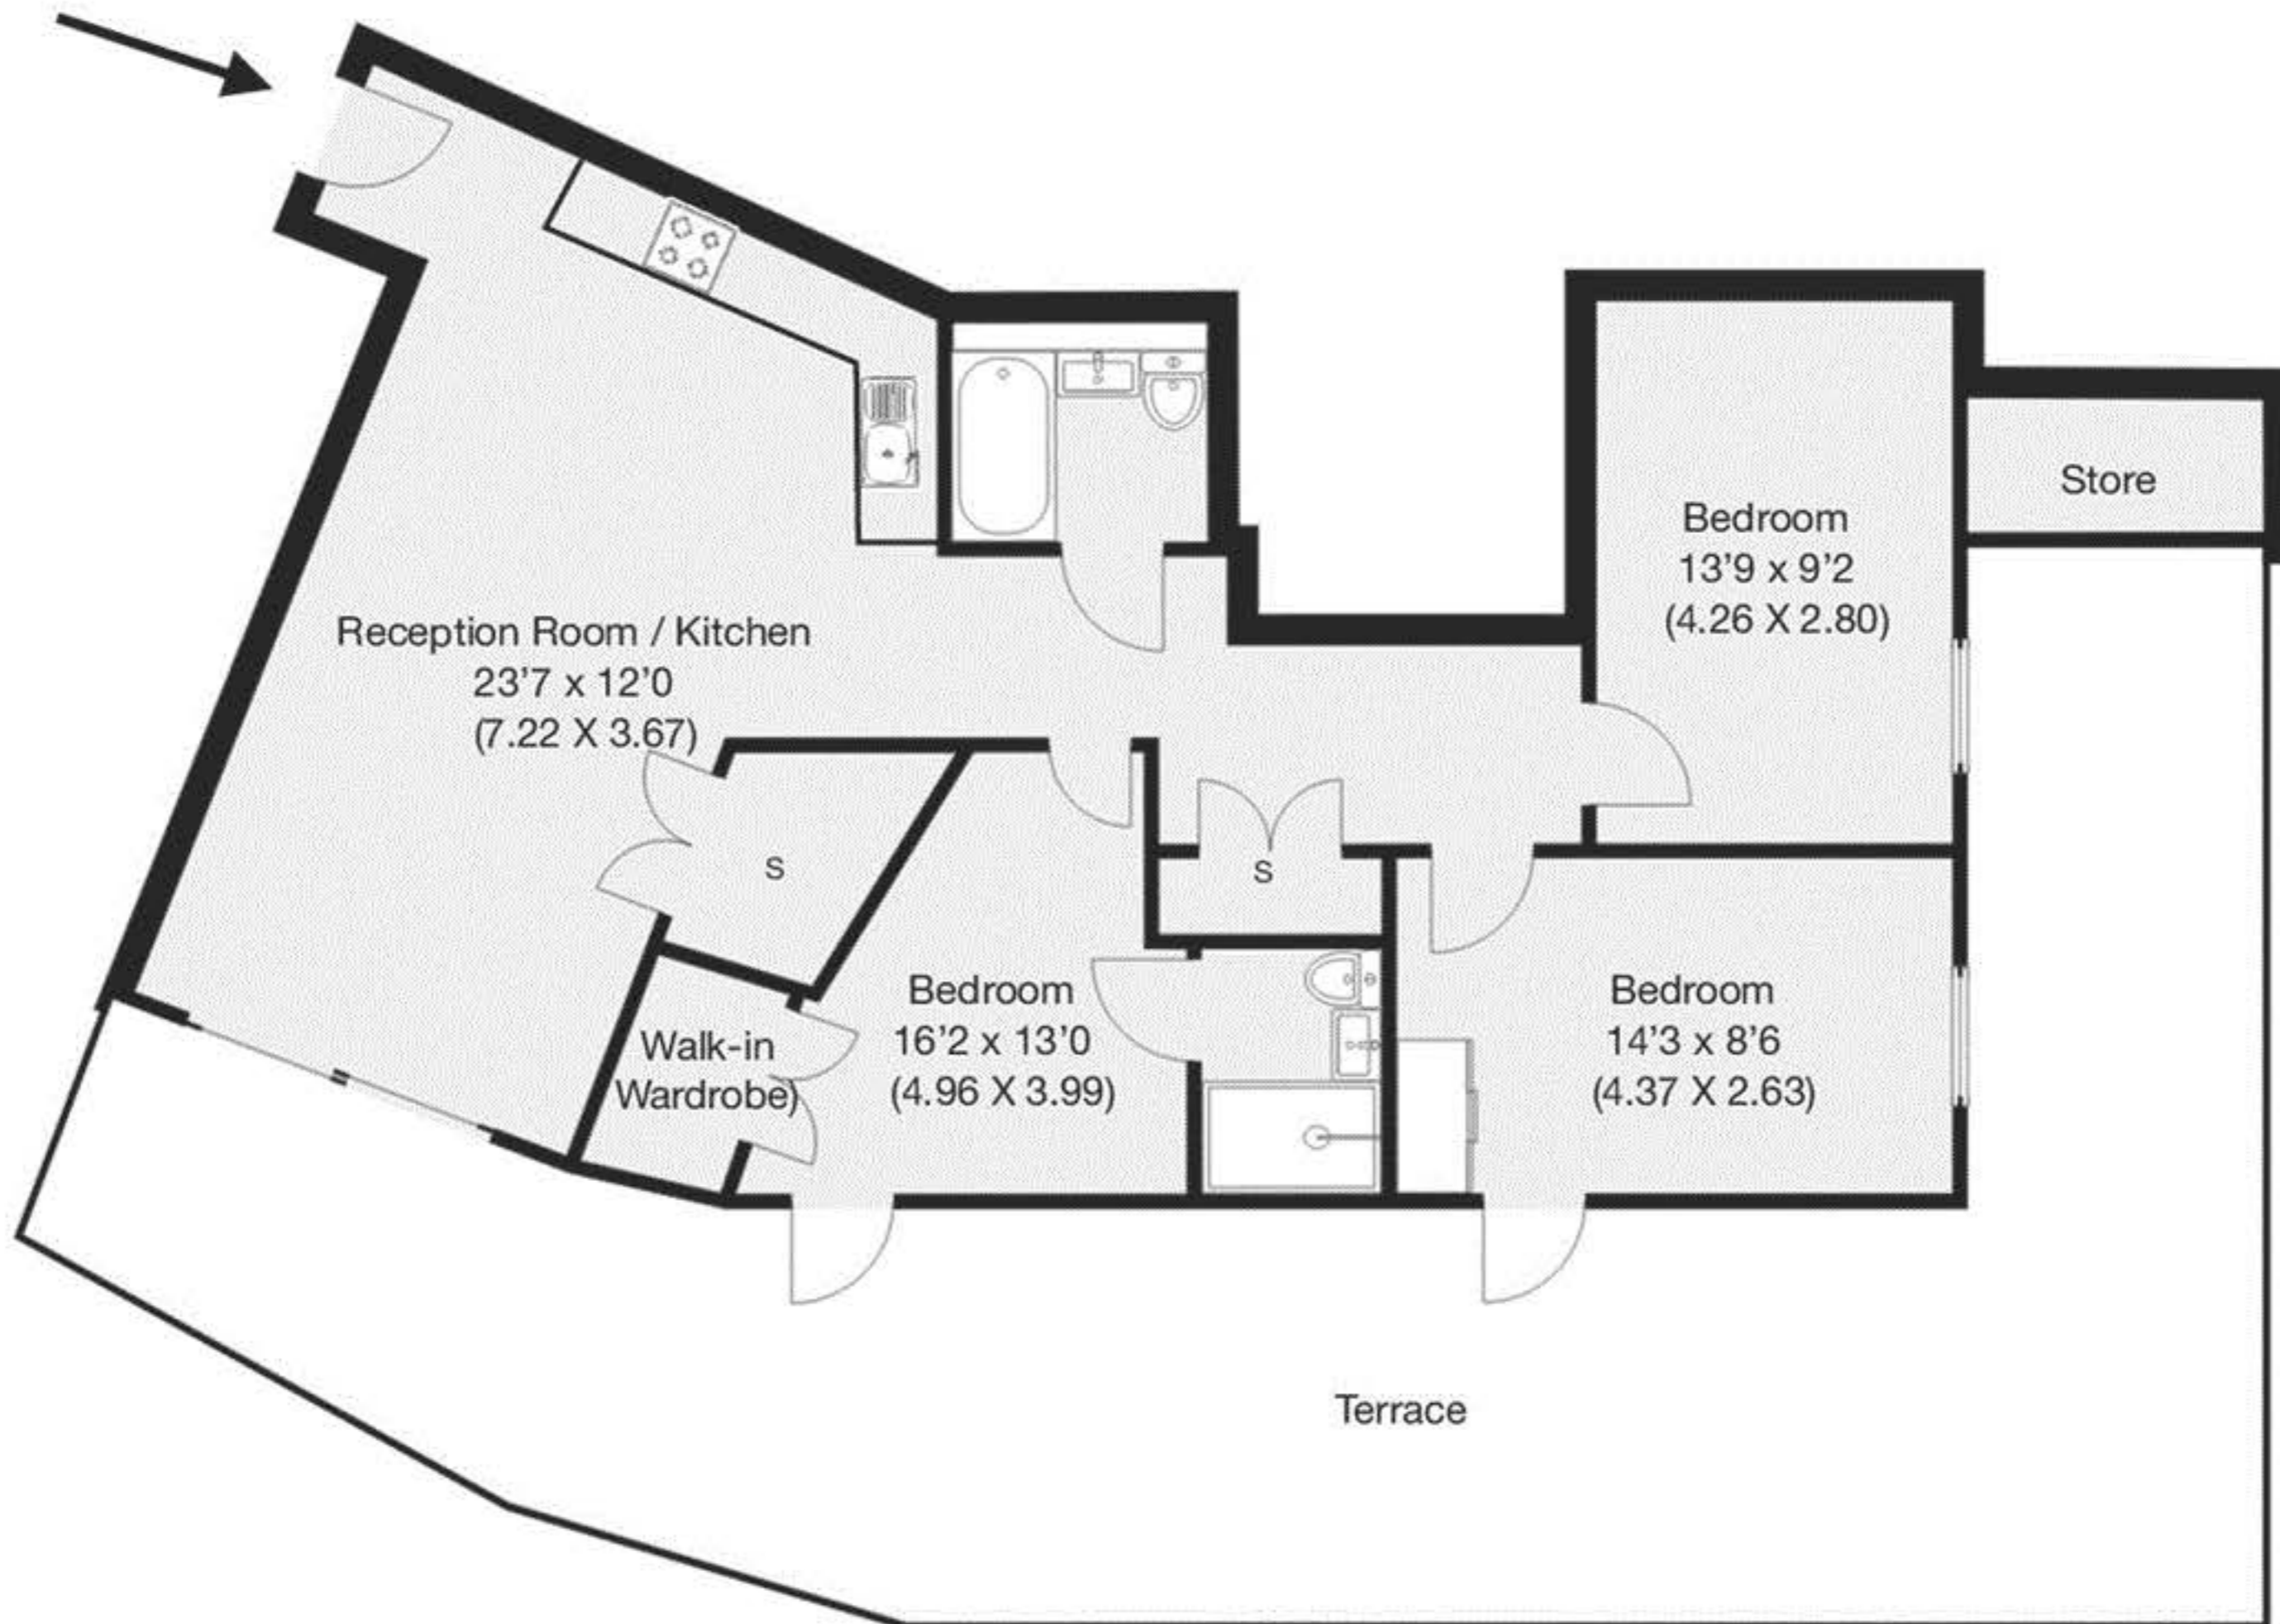 Reception Room / Kitchen
23'7 x 12'0
(7.22 X 3.67)
S
Walk-in
Wardrobe)
Bedroom
16'2 x 13'0
(4.96 X 3.99)
S
Bedroom
13'9 x 9'2
(4.26 X 2.80)
Store
Bedroom
14'3 x 8'6
(4.37 X 2.63)
Terrace